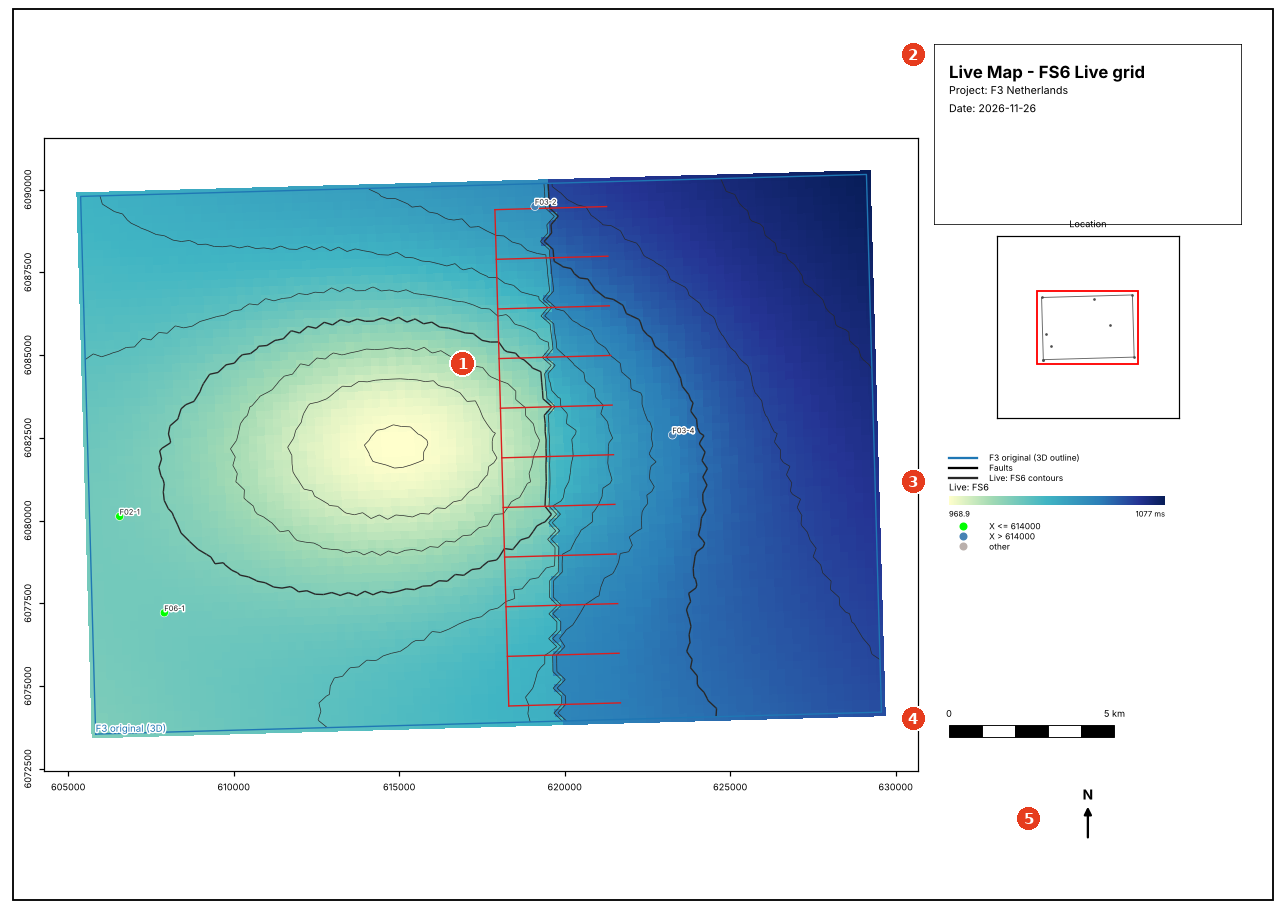 2
Live Map - FS6 Live grid
Project: F3 Netherlands
Date: 2026-11-26
Location
6090000
6087500
6085000
6082500
6080000
6077500
6075000
6072500
F03-2
1
F03-4
F02-1
F06-1
F3 original (3D)
605000
610000
615000
620000
625000
630000
3
F3 original (3D outline)
Faults
Live: FS6 contours
Live: FS6
968.9
1077 ms
X <= 614000
X > 614000
other
4
0
5 km
5
N